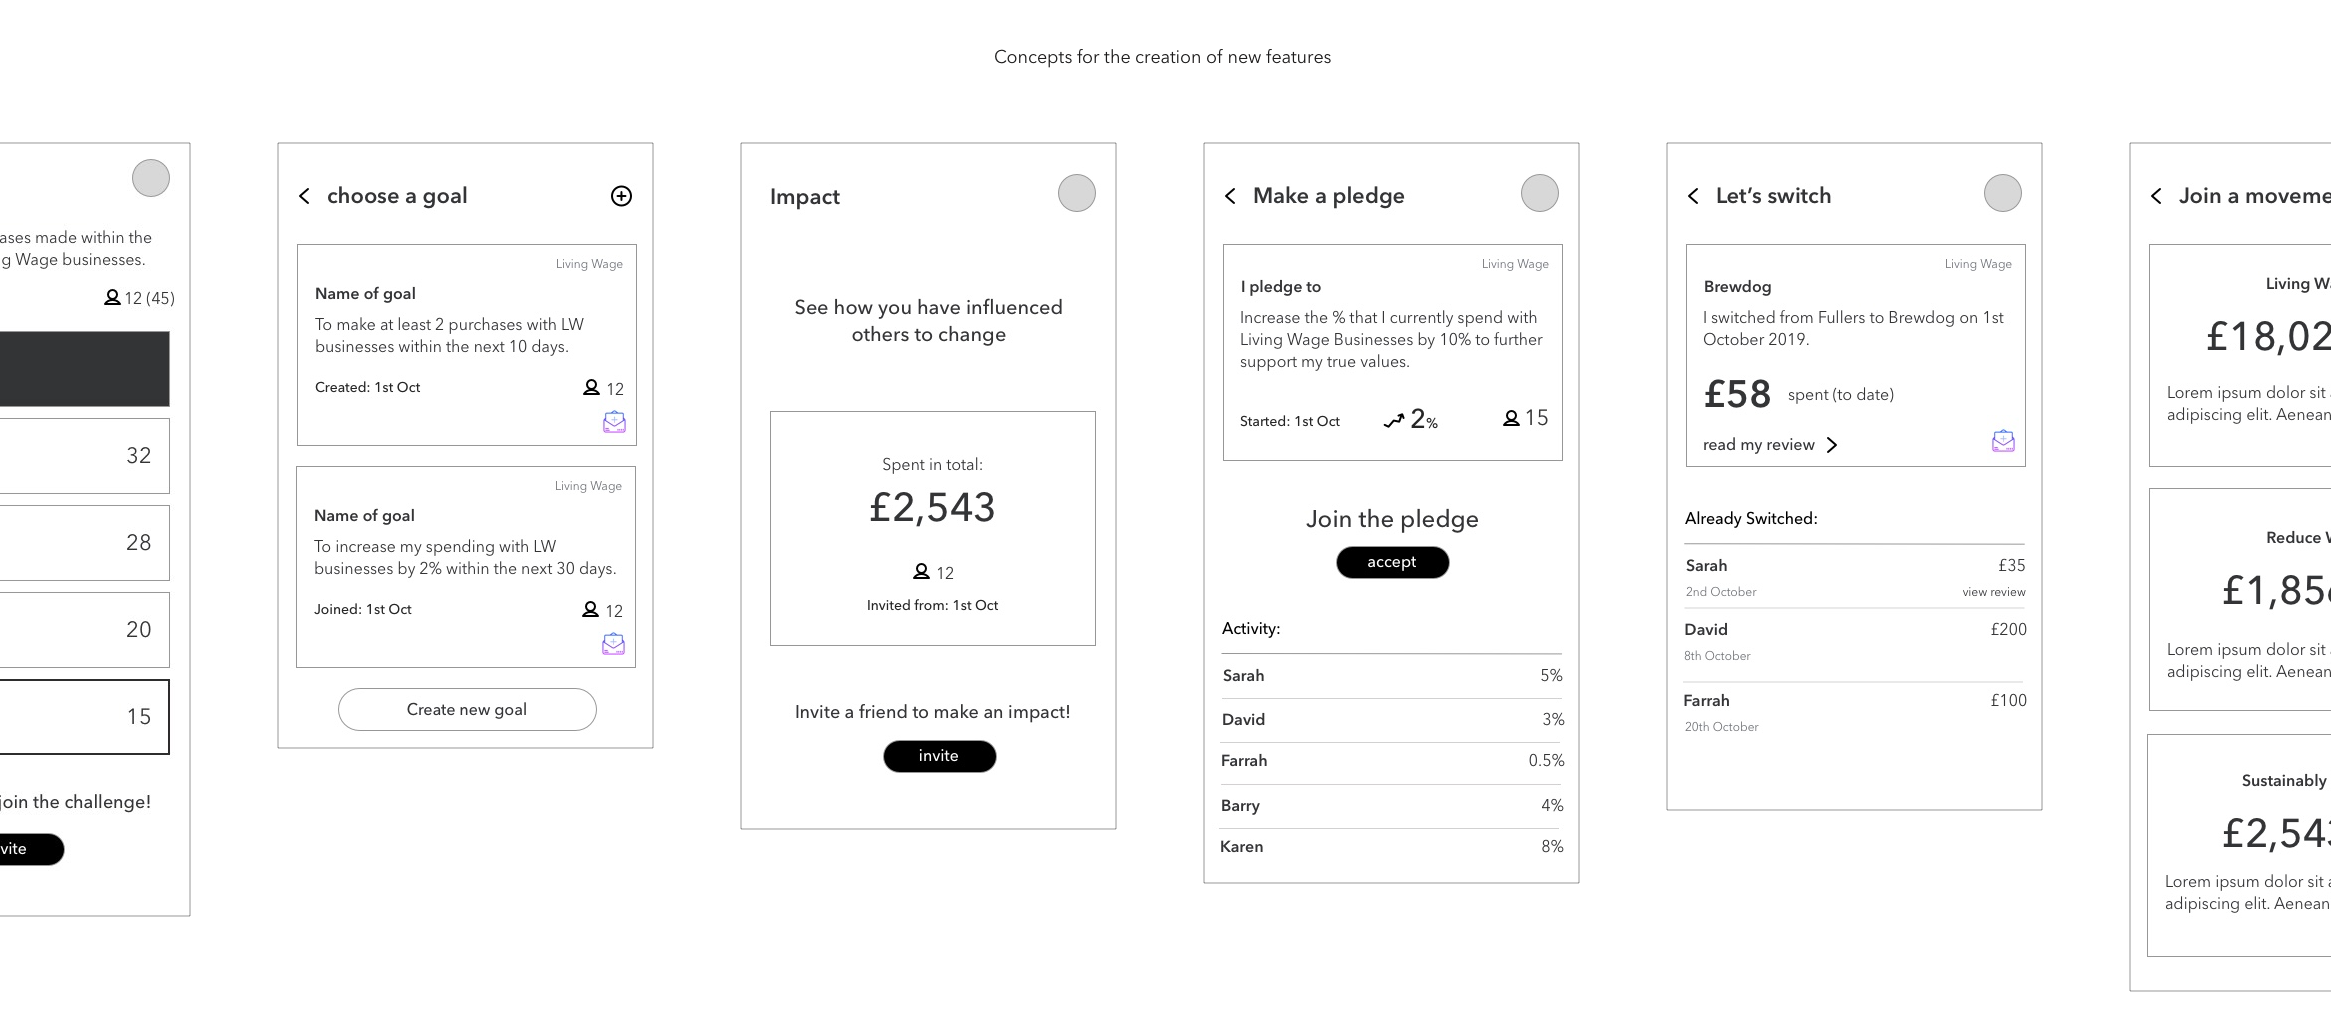 Concepts for the creation of new features
made within the
Wage businesses.
12 (45)
32
28
20
15
join the challenge!
choose a goal
Living Wage
Name of goal
To make at least 2 purchases with LW
businesses within the next 10 days.
Created: 1st Oct
12
Living Wage
Name of goal
To increase my spending with LW
businesses by 2% within the next 30 days.
Joined: 1st Oct
12
Create new goal
Impact
See how you have influenced
others to change
Spent in total:
£2,543
12
Invited from: 1st Oct
Invite a friend to make an impact!
invite
Make a pledge
Living Wage
I pledge to
Increase the % that I currently spend with
Living Wage Businesses by 10% to further
support my true values.
Started: 1st Oct
2%
15
Join the pledge
accept
Activity:
Sarah 5%
David 3%
Farrah 0.5%
Barry 4%
Karen 8%
Let's switch
Living Wage
Brewdog
I switched from Fullers to Brewdog on 1st
October 2019.
£58 spent (to date)
read my review
Already Switched:
Sarah £35
2nd October view review
David £200
8th October
Farrah £100
20th October
Join a
Living
Lorem ipsum dolor sit
adipiscing elit. Aenean
Reduce
Lorem ipsum dolor sit
adipiscing elit. Aenean
Sustainably
Lorem ipsum dolor sit
adipiscing elit. Aenean